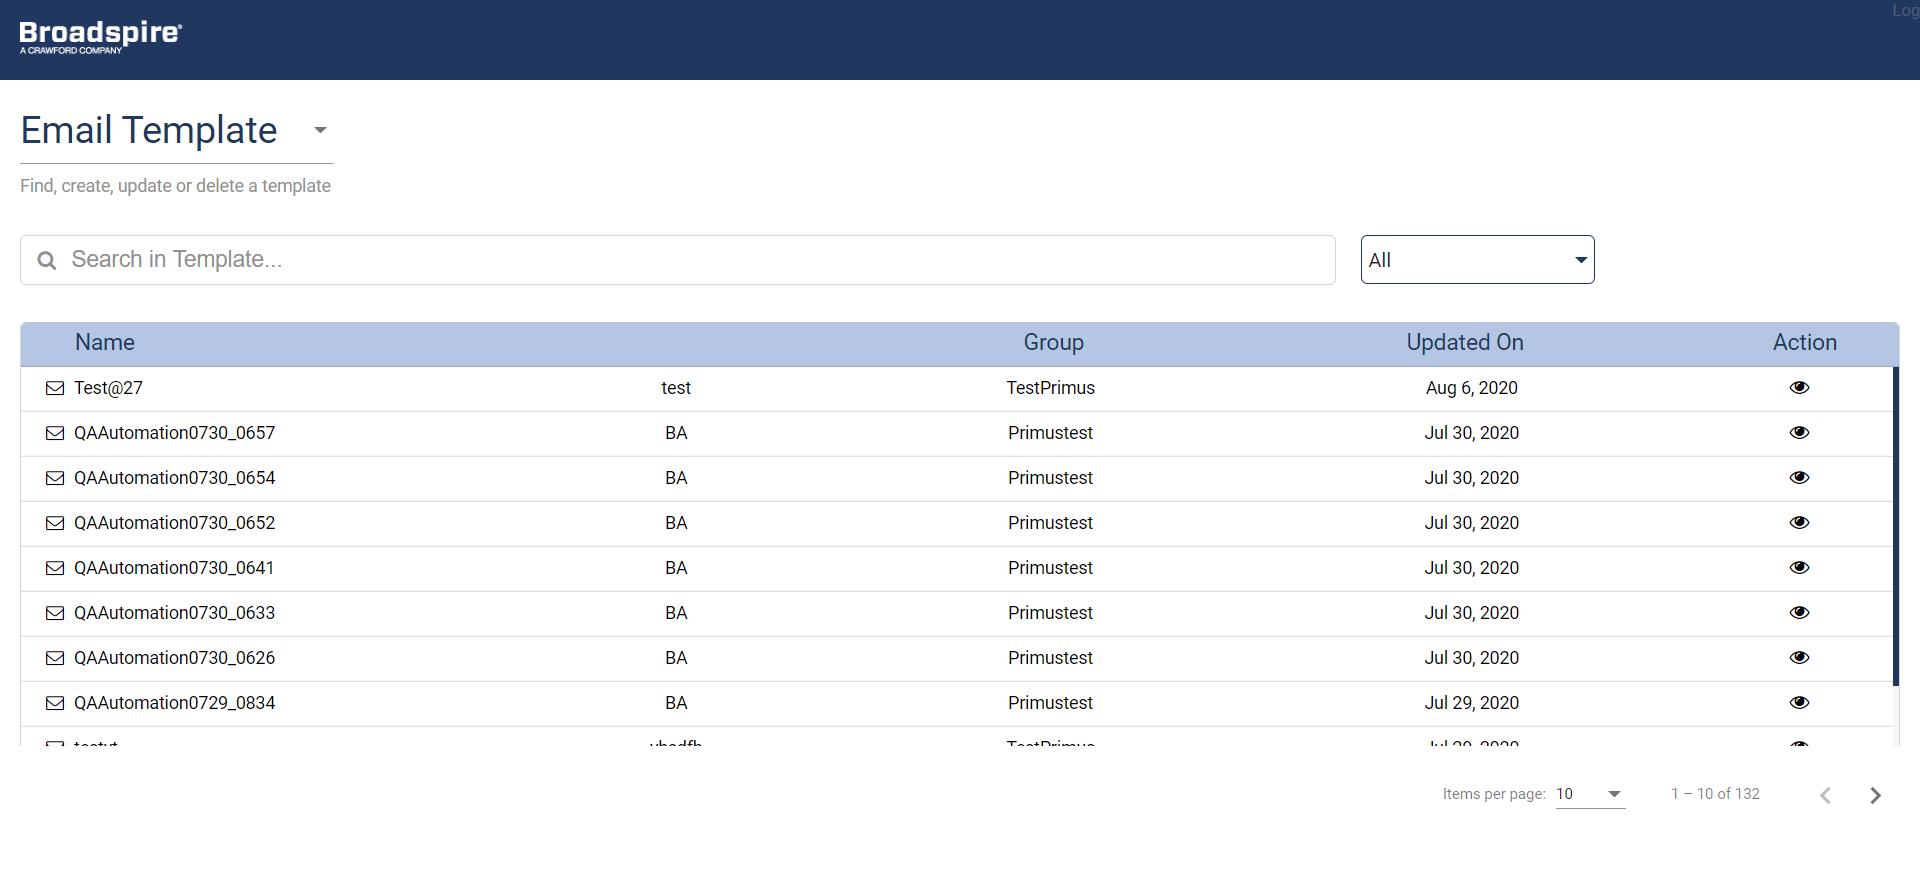 Broadspire®
A CRAWFORD COMPANY
Log
Email Template
Find, create, update or delete a template
Search in Template...
All
Name Group Updated On Action
Test@27 test TestPrimus Aug 6, 2020
QAAutomation0730_0657 BA Primustest Jul 30, 2020
QAAutomation0730_0654 BA Primustest Jul 30, 2020
QAAutomation0730_0652 BA Primustest Jul 30, 2020
QAAutomation0730_0641 BA Primustest Jul 30, 2020
QAAutomation0730_0633 BA Primustest Jul 30, 2020
QAAutomation0730_0626 BA Primustest Jul 30, 2020
QAAutomation0729_0834 BA Primustest Jul 29, 2020
TestPrimus
Items per page: 10 1 – 10 of 132